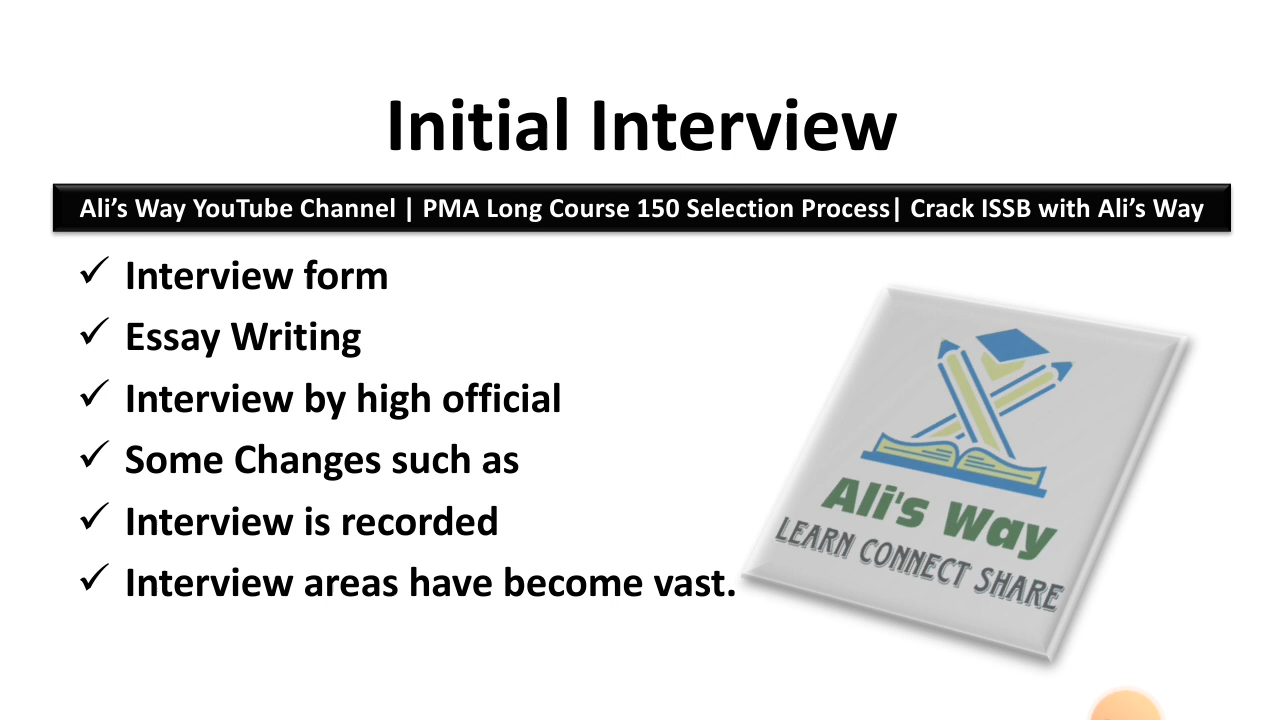 Initial Interview
Ali’s Way YouTube Channel | PMA Long Course 150 Selection Process| Crack ISSB with Ali’s Way
✓ Interview form
✓ Essay Writing
✓ Interview by high official
✓ Some Changes such as
✓ Interview is recorded
✓ Interview areas have become vast.
Ali's Way
LEARN CONNECT SHARE